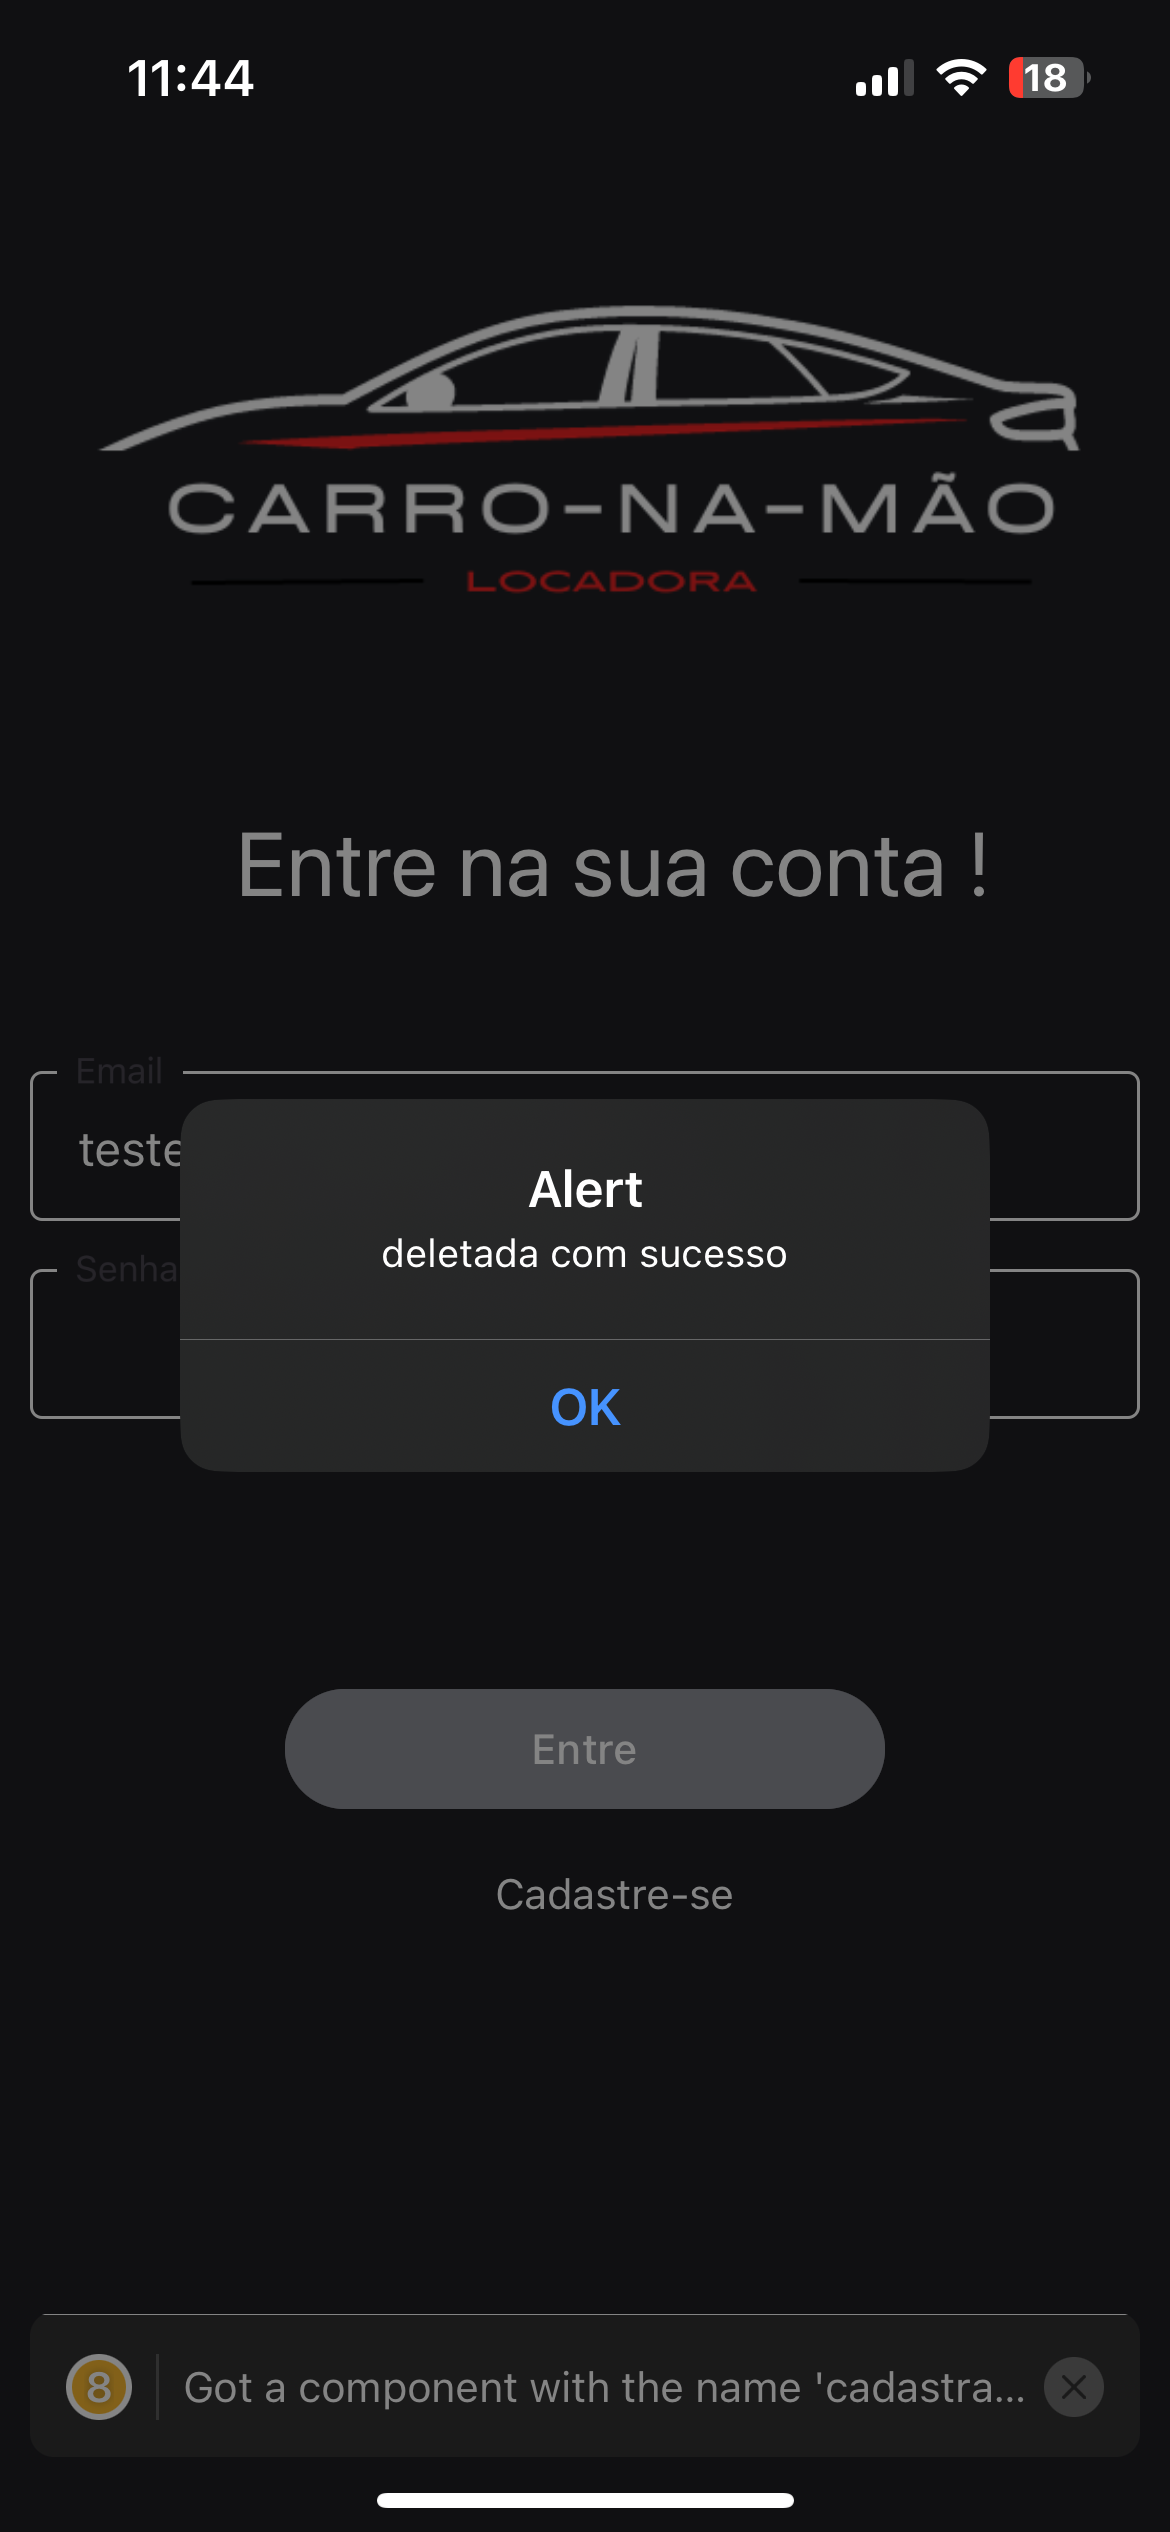 11:44
18
CARRO-NA-MÃO
LOCADORA
Entre na sua conta !
Email
teste
Senha
Alert
deletada com sucesso
OK
Entre
Cadastre-se
8
Got a component with the name 'cadastra...